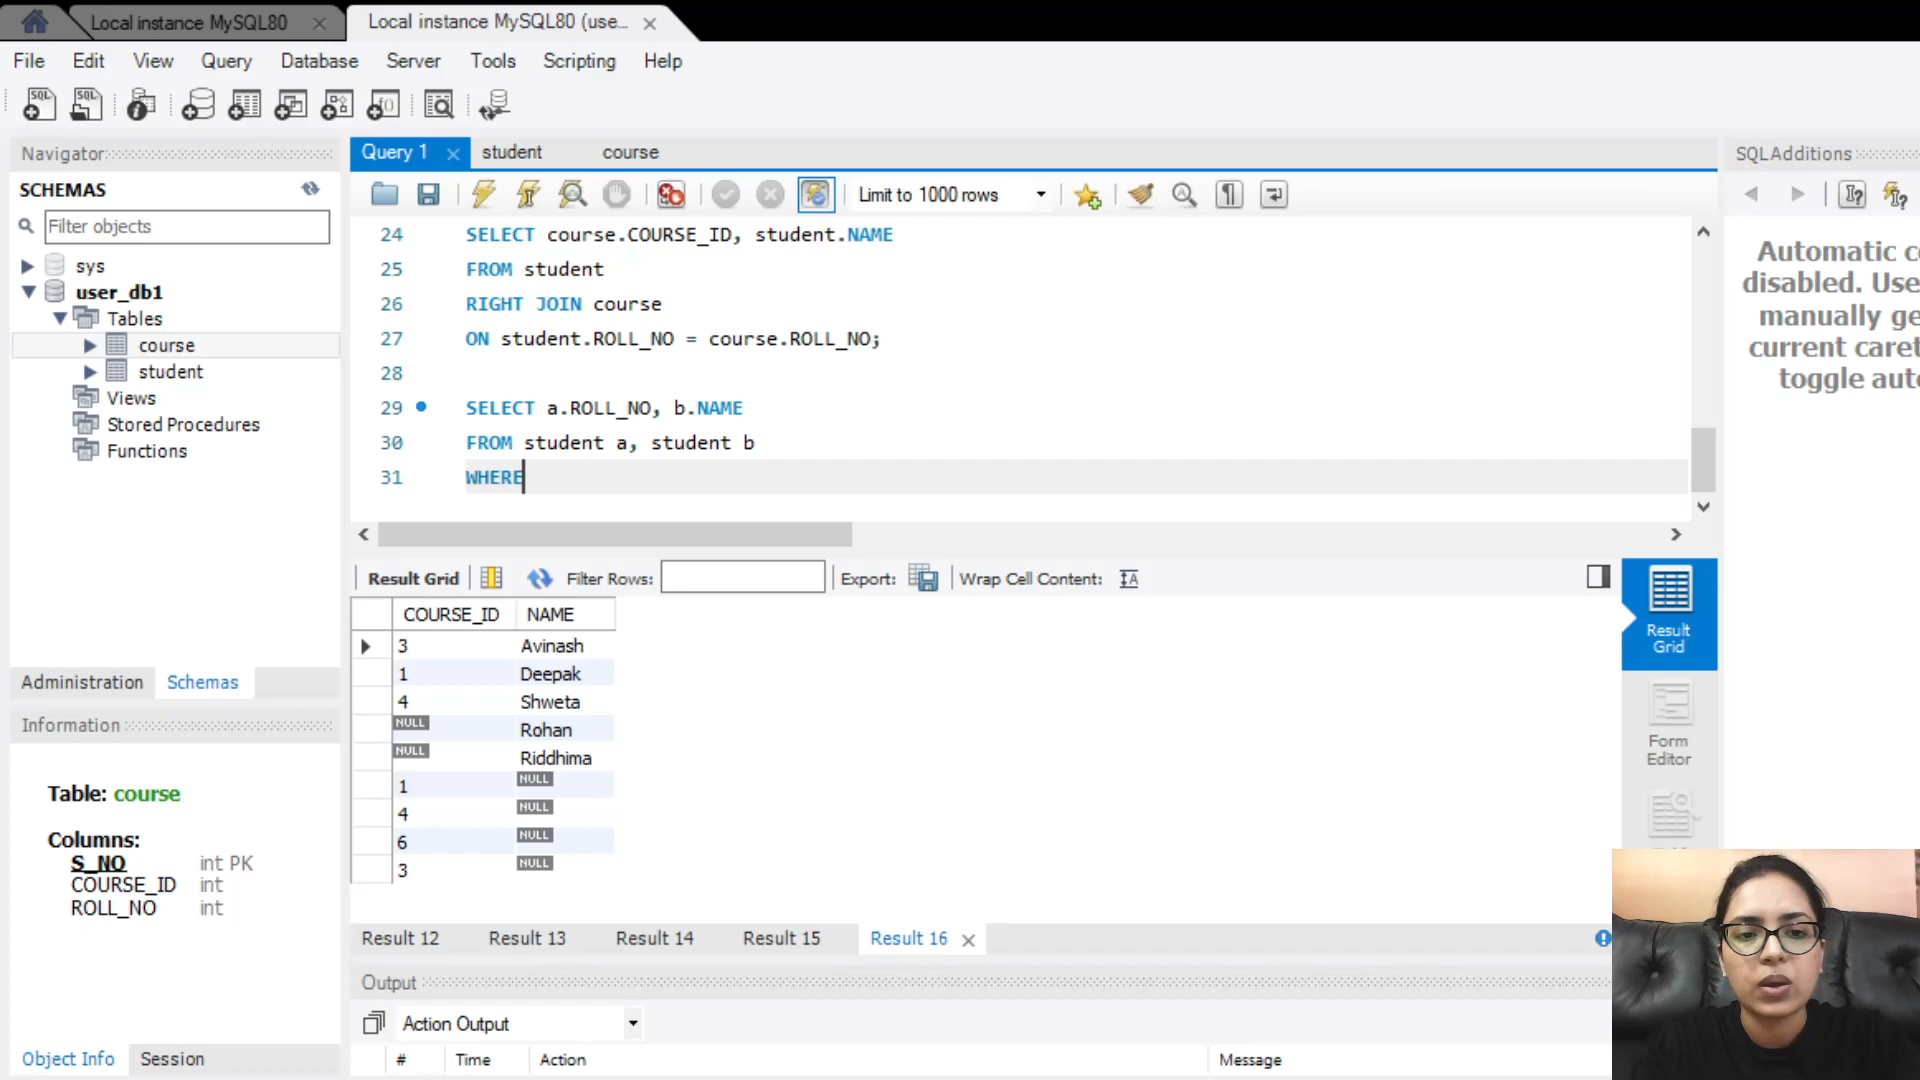 Local instance MySQL80
Local instance MySQL80 (use...
File Edit View Query Database Server Tools Scripting Help
Navigator
Query 1 student course
SQLAdditions
SCHEMAS
Limit to 1000 rows
Filter objects
sys
user_db1
Tables
course
student
Views
Stored Procedures
Functions
24 SELECT course.COURSE_ID, student.NAME
25 FROM student
26 RIGHT JOIN course
27 ON student.ROLL_NO = course.ROLL_NO;
28
29 SELECT a.ROLL_NO, b.NAME
30 FROM student a, student b
31 WHERE
Automatic co
disabled. Use
manually ge
current caret
toggle auto
Result Grid Filter Rows: Export: Wrap Cell Content:
COURSE_ID NAME
3 Avinash
1 Deepak
4 Shweta
NULL Rohan
NULL Riddhima
1 NULL
4 NULL
6 NULL
3 NULL
Result
Grid
Form
Editor
Administration Schemas
Information
Table: course
Columns:
S_NO int PK
COURSE_ID int
ROLL_NO int
Result 12 Result 13 Result 14 Result 15 Result 16
Output
Action Output
# Time Action Message
Object Info Session